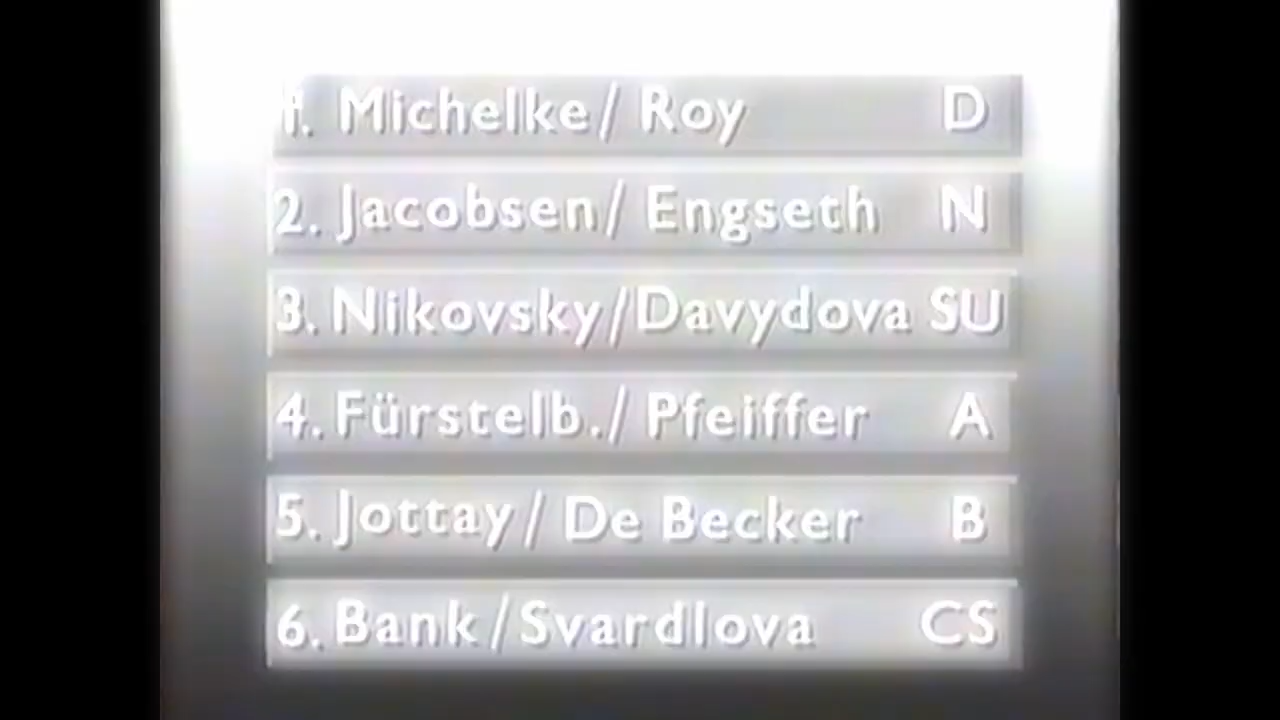 1. Michelke/ Roy D
2. Jacobsen/ Engseth N
3. Nikovsky/Davydova SU
4. Fürstelb./ Pfeiffer A
5. Jottay/ De Becker B
6. Bank/Svardlova CS